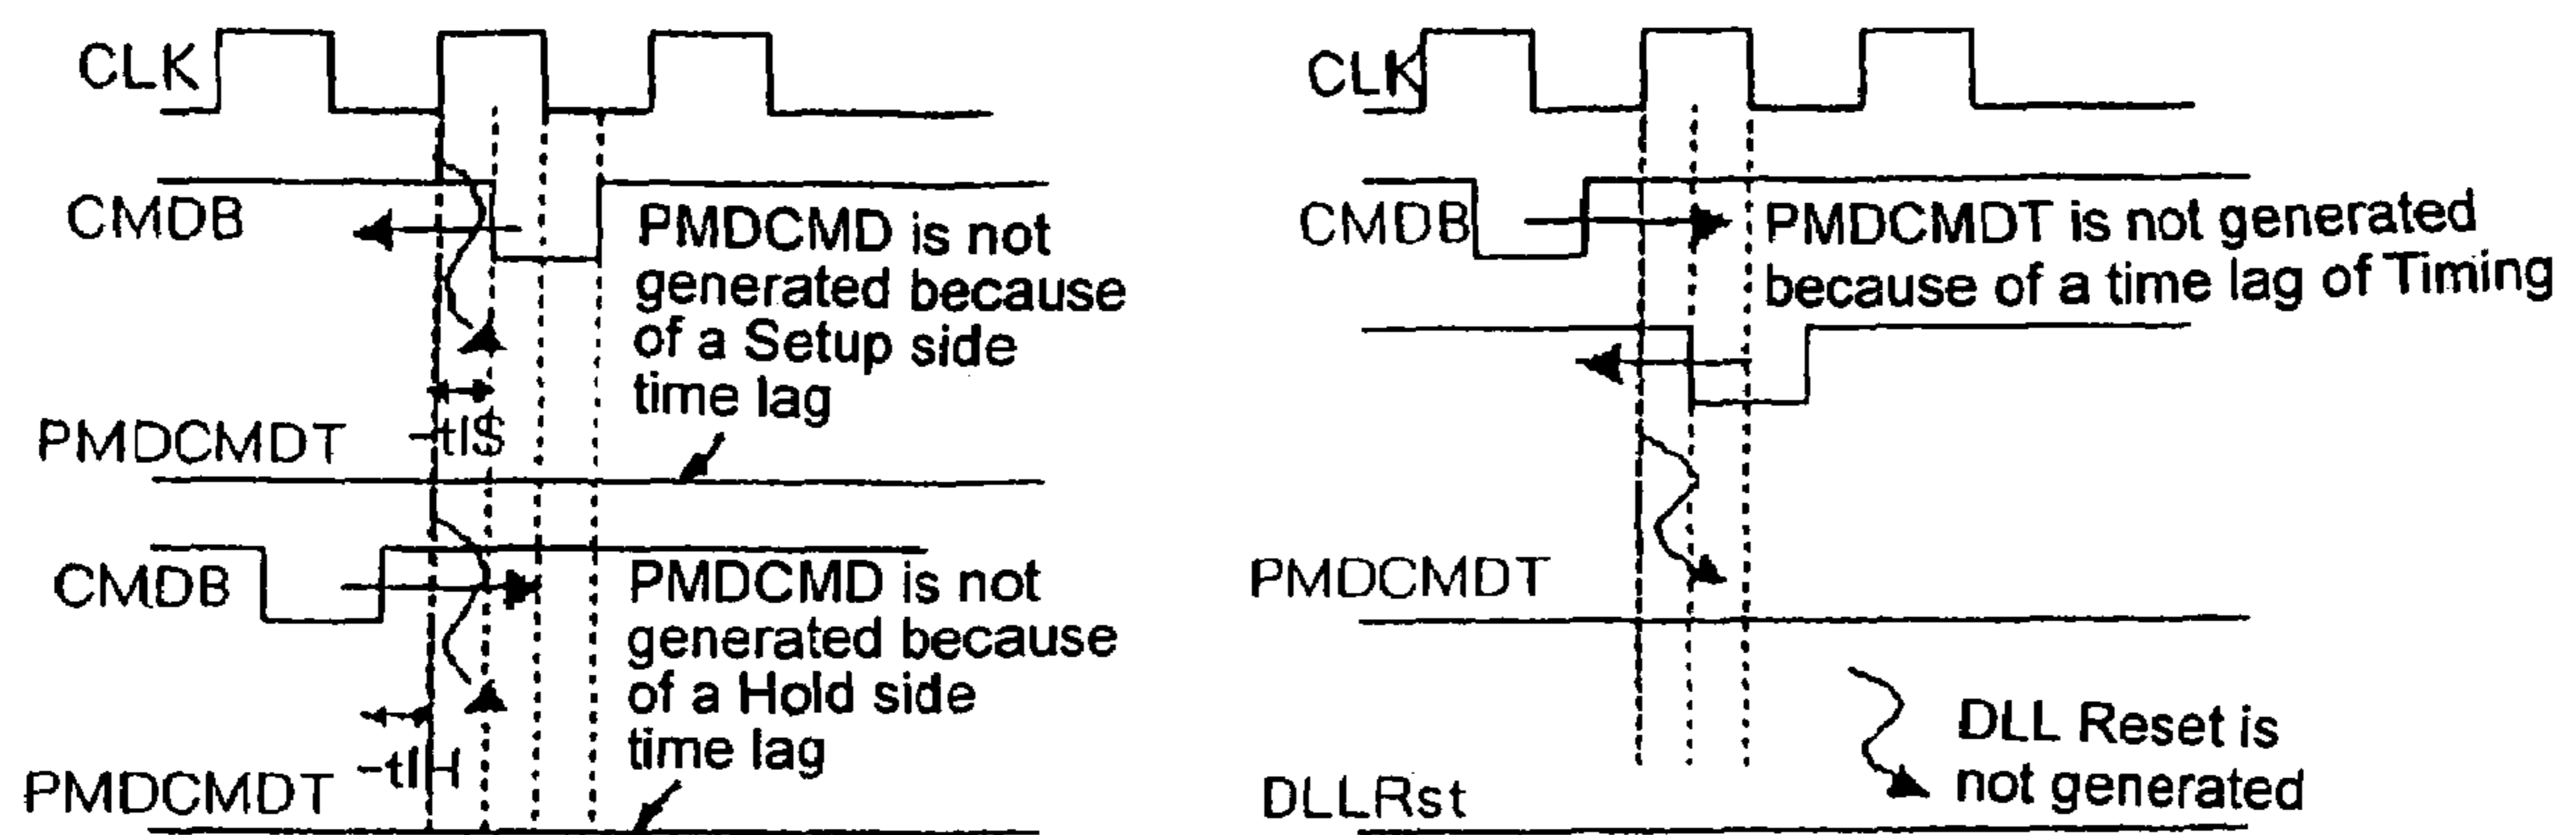 CLK
CMDB
PMDCMD is not
generated because
of a Setup side
time lag
-tIS
PMDCMDT
CMDB
PMDCMD is not
generated because
of a Hold side
time lag
-tIH
PMDCMDT
CLK
CMDB
PMDCMDT is not generated
because of a time lag of Timing
PMDCMDT
DLL Reset is
not generated
DLLRst